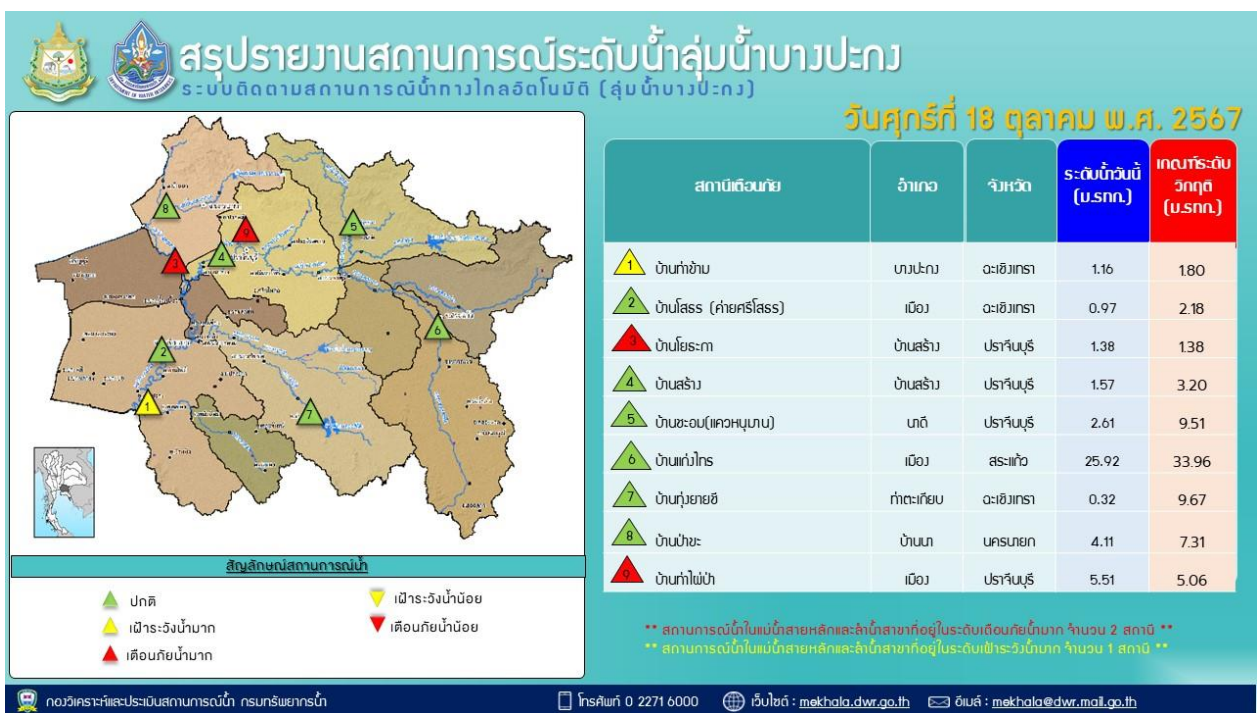 สรุปรายงานสถานการณ์ระดับน้ำลุ่มน้ำบางปะกง
ระบบติดตามสถานการณ์น้ำทางไกลอัตโนมัติ (ลุ่มน้ำบางปะกง)
วันศุกร์ที่ 18 ตุลาคม พ.ศ. 2567
สถานีเตือนภัย อำเภอ จังหวัด ระดับน้ำวันนี้ (ม.รทก.) เกณฑ์ระดับวิกฤติ (ม.รทก.)
1 บ้านท่าข้าม บางปะกง ฉะเชิงเทรา 1.16 1.80
2 บ้านโสธร (ค่ายศรีโสธร) เมือง ฉะเชิงเทรา 0.97 2.18
3 บ้านโยธะกา บ้านสร้าง ปราจีนบุรี 1.38 1.38
4 บ้านสร้าง บ้านสร้าง ปราจีนบุรี 1.57 3.20
5 บ้านชะอม(แควหนุมาน) นาดี ปราจีนบุรี 2.61 9.51
6 บ้านแก่งไทร เมือง สระแก้ว 25.92 33.96
7 บ้านทุ่งยายชี ท่าตะเกียบ ฉะเชิงเทรา 0.32 9.67
8 บ้านป่าขะ บ้านนา นครนายก 4.11 7.31
9 บ้านท่าไผ่ป่า เมือง ปราจีนบุรี 5.51 5.06
8
9
5
3
4
6
2
1
7
สัญลักษณ์สถานการณ์น้ำ
ปกติ
เฝ้าระวังน้ำน้อย
เฝ้าระวังน้ำมาก
เตือนภัยน้ำน้อย
เตือนภัยน้ำมาก
** สถานการณ์น้ำในแม่น้ำสายหลักและลำน้ำสาขาที่อยู่ในระดับเตือนภัยน้ำมาก จำนวน 2 สถานี **
** สถานการณ์น้ำในแม่น้ำสายหลักและลำน้ำสาขาที่อยู่ในระดับเฝ้าระวังน้ำมาก จำนวน 1 สถานี **
กองวิเคราะห์และประเมินสถานการณ์น้ำ กรมทรัพยากรน้ำ
โทรศัพท์ 0 2271 6000
เว็บไซต์ : mekhala.dwr.go.th
อีเมล์ : mekhala@dwr.mail.go.th